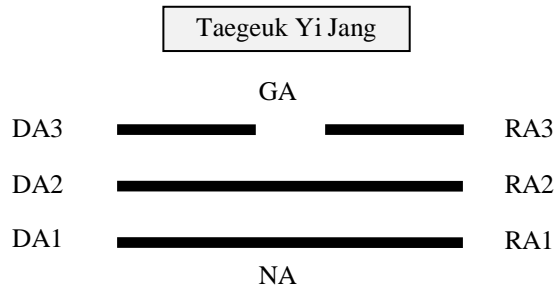 Taegeuk Yi Jang
GA
DA3 RA3
DA2 RA2
DA1 RA1
NA